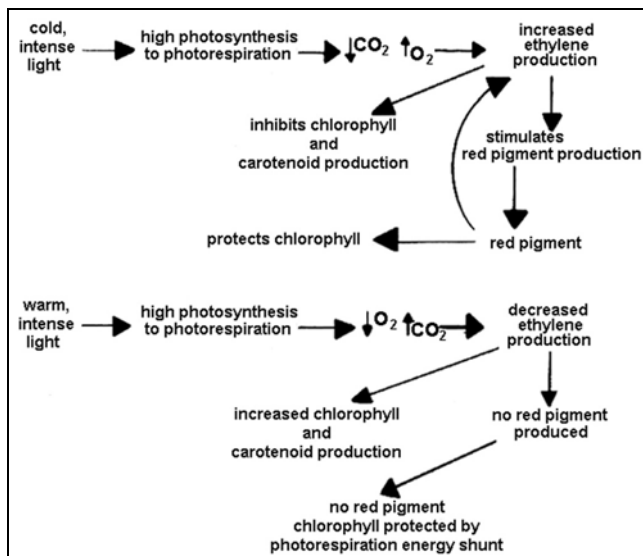 cold,
intense
light
high photosynthesis
to photorespiration
↓CO2 ↑O2
increased
ethylene
production
inhibits chlorophyll
and
carotenoid production
stimulates
red pigment production
protects chlorophyll
red pigment
warm,
intense
light
high photosynthesis
to photorespiration
↓O2 ↑CO2
decreased
ethylene
production
increased chlorophyll
and
carotenoid production
no red pigment
produced
no red pigment
chlorophyll protected by
photorespiration energy shunt